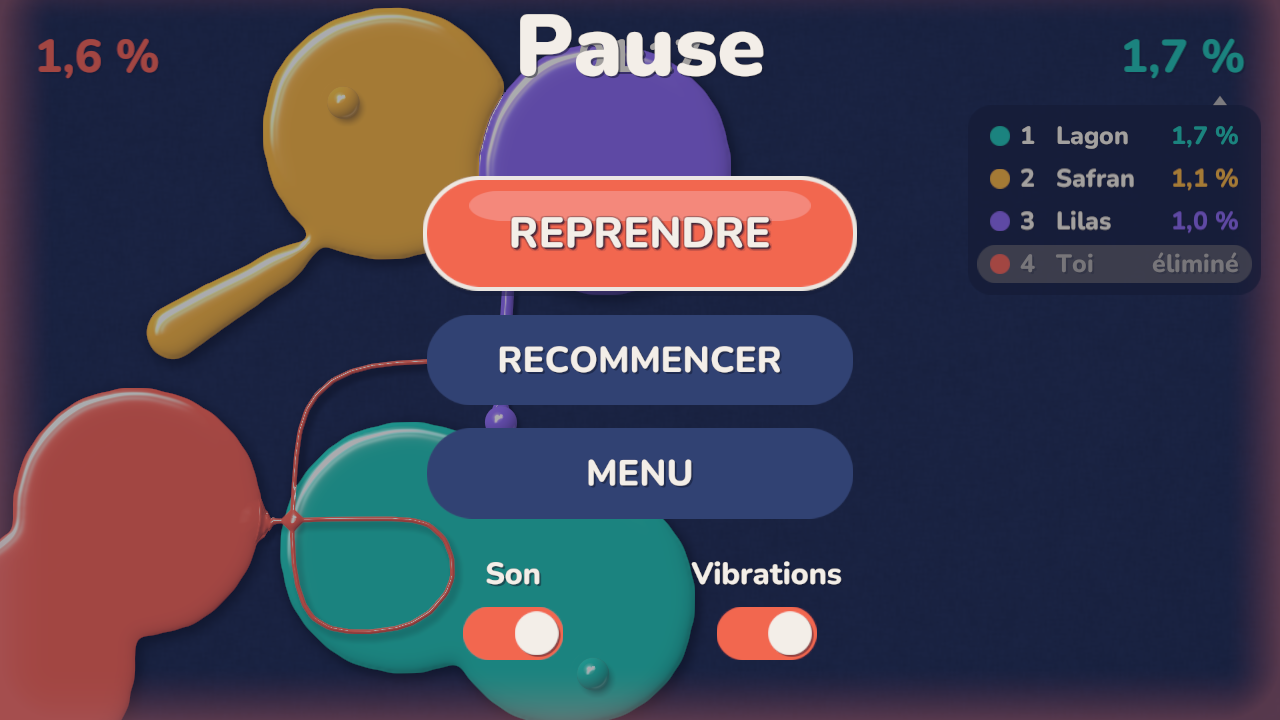 Pause
1,6 %
1,7 %
1 Lagon 1,7 %
2 Safran 1,1 %
3 Lilas 1,0 %
4 Toi éliminé
REPRENDRE
RECOMMENCER
MENU
Son
Vibrations